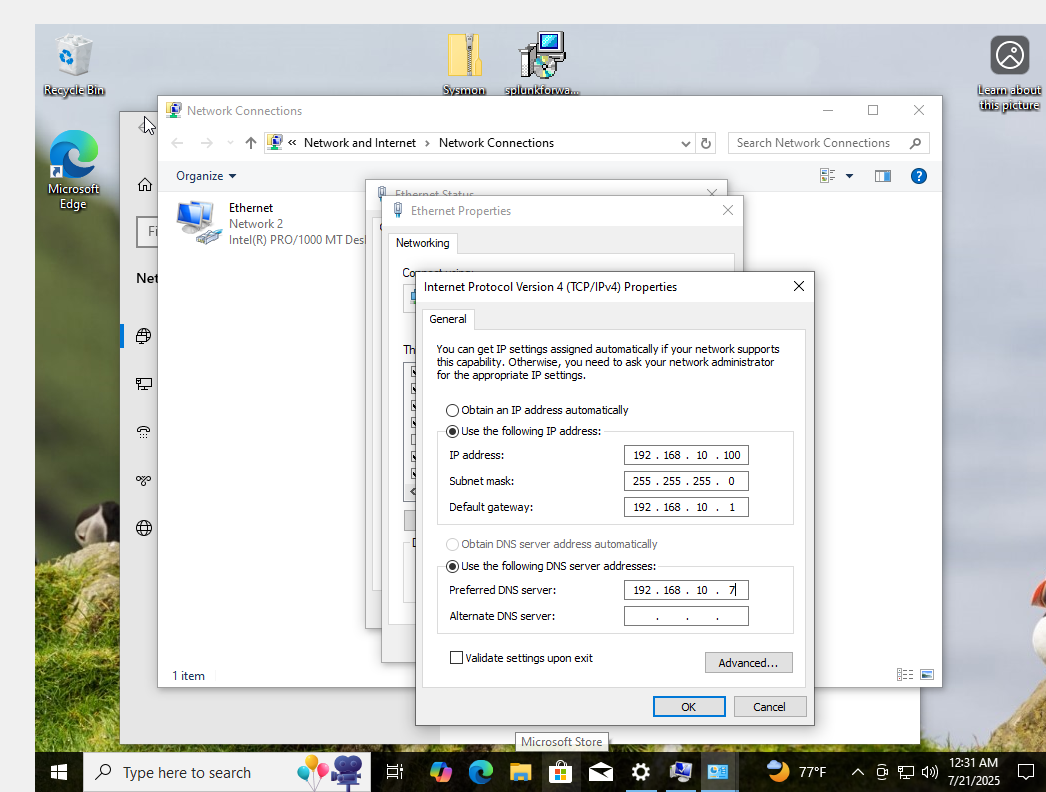 Recycle Bin
Sysmon
splunkforwa...
Learn about
this picture
Microsoft
Edge
Network Connections
« Network and Internet › Network Connections
Search Network Connections
Organize
Ethernet
Network 2
Intel(R) PRO/1000 MT Des
Fi
Net
1 item
Ethernet Status
Ethernet Properties
Networking
Connect using:
Th
Internet Protocol Version 4 (TCP/IPv4) Properties
General
You can get IP settings assigned automatically if your network supports
this capability. Otherwise, you need to ask your network administrator
for the appropriate IP settings.
Obtain an IP address automatically
Use the following IP address:
IP address: 192 . 168 . 10 . 100
Subnet mask: 255 . 255 . 255 . 0
Default gateway: 192 . 168 . 10 . 1
Obtain DNS server address automatically
Use the following DNS server addresses:
Preferred DNS server: 192 . 168 . 10 . 7
Alternate DNS server: . . .
Validate settings upon exit
Advanced...
OK
Cancel
Microsoft Store
Type here to search
77°F
12:31 AM
7/21/2025